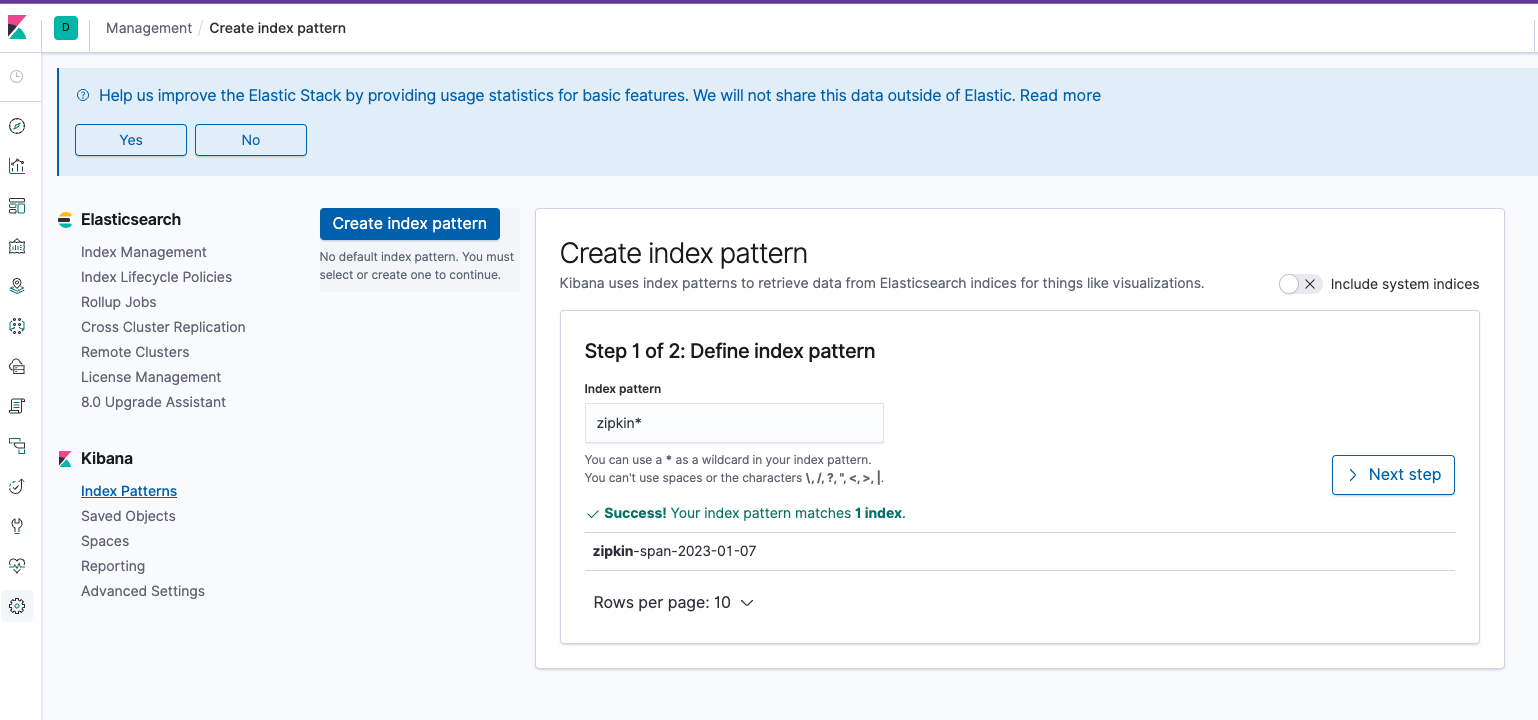 D
Management / Create index pattern
Help us improve the Elastic Stack by providing usage statistics for basic features. We will not share this data outside of Elastic. Read more
Yes
No
Elasticsearch
Index Management
Index Lifecycle Policies
Rollup Jobs
Cross Cluster Replication
Remote Clusters
License Management
8.0 Upgrade Assistant
Kibana
Index Patterns
Saved Objects
Spaces
Reporting
Advanced Settings
Create index pattern
No default index pattern. You must
select or create one to continue.
Create index pattern
Kibana uses index patterns to retrieve data from Elasticsearch indices for things like visualizations.
Include system indices
Step 1 of 2: Define index pattern
Index pattern
zipkin*
You can use a * as a wildcard in your index pattern.
You can't use spaces or the characters \, /, ?, ", <, >, |.
Next step
Success! Your index pattern matches 1 index.
zipkin-span-2023-01-07
Rows per page: 10